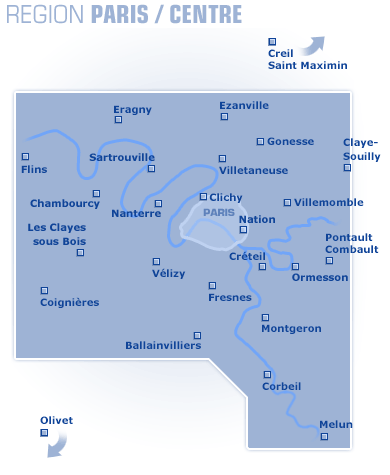 REGION PARIS / CENTRE
Creil
Saint Maximin
Eragny
Ezanville
Gonesse
Claye-
Souilly
Sartrouville
Villetaneuse
Flins
Chambourcy
Nanterre
Clichy
PARIS
Villemomble
Nation
Les Clayes
sous Bois
Pontault
Combault
Vélizy
Créteil
Ormesson
Coignières
Fresnes
Montgeron
Ballainvilliers
Corbeil
Olivet
Melun